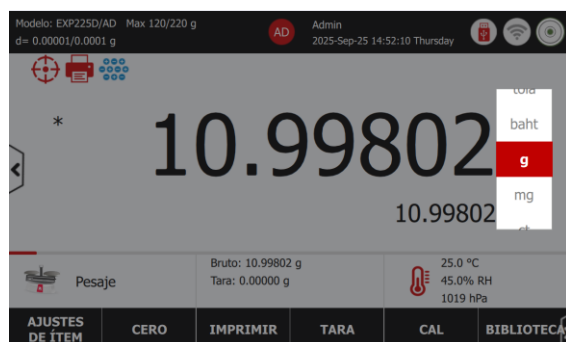 Modelo: EXP225D/AD Max 120/220 g
d= 0.00001/0.0001 g
AD
Admin
2025-Sep-25 14:52:10 Thursday
*
10.99802
tola
baht
g
mg
ct
10.99802
Pesaje
Bruto: 10.99802 g
Tara: 0.00000 g
25.0 °C
45.0% RH
1019 hPa
AJUSTES
DE ÍTEM
CERO
IMPRIMIR
TARA
CAL
BIBLIOTECA